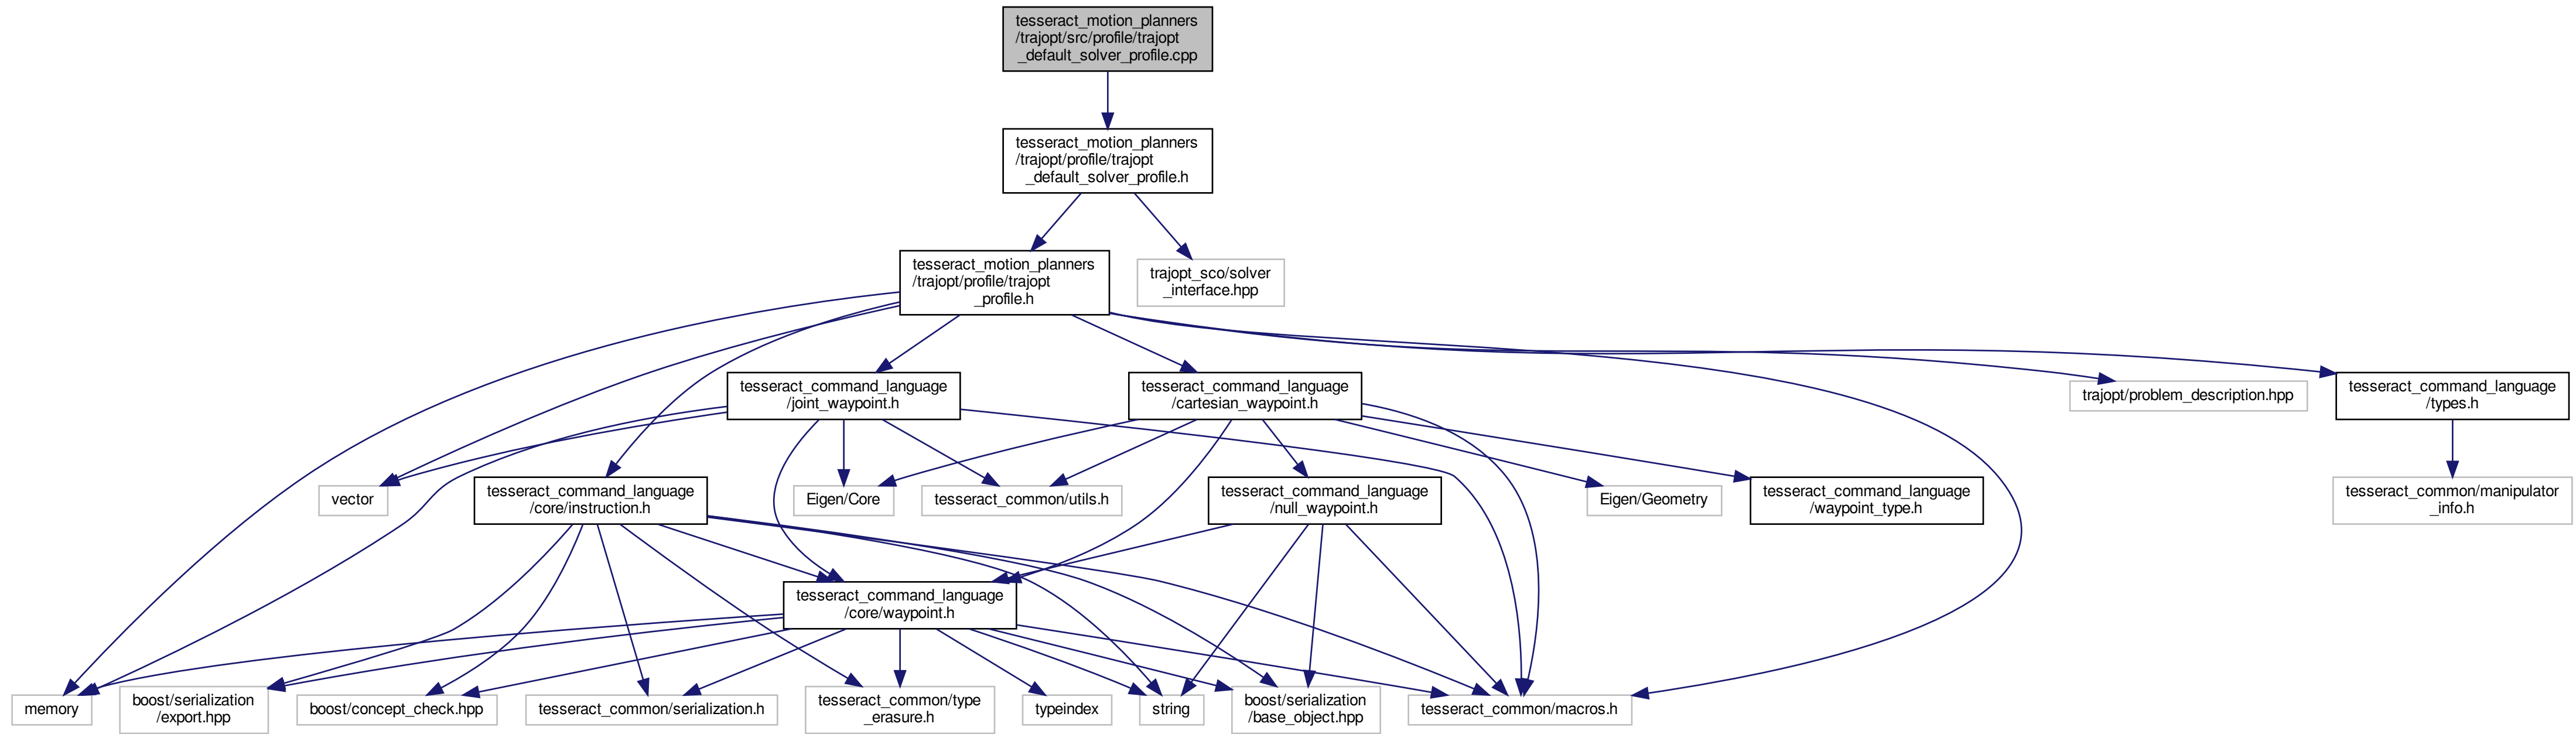 tesseract_motion_planners
/trajopt/src/profile/trajopt
_default_solver_profile.cpp
tesseract_motion_planners
/trajopt/profile/trajopt
_default_solver_profile.h
tesseract_motion_planners
/trajopt/profile/trajopt
_profile.h
trajopt_sco/solver
_interface.hpp
tesseract_command_language
/joint_waypoint.h
tesseract_command_language
/cartesian_waypoint.h
trajopt/problem_description.hpp
tesseract_command_language
/types.h
vector
tesseract_command_language
/core/instruction.h
Eigen/Core
tesseract_common/utils.h
tesseract_command_language
/null_waypoint.h
Eigen/Geometry
tesseract_command_language
/waypoint_type.h
tesseract_common/manipulator
_info.h
tesseract_command_language
/core/waypoint.h
memory
boost/serialization
/export.hpp
boost/concept_check.hpp
tesseract_common/serialization.h
tesseract_common/type
_erasure.h
typeindex
string
boost/serialization
/base_object.hpp
tesseract_common/macros.h